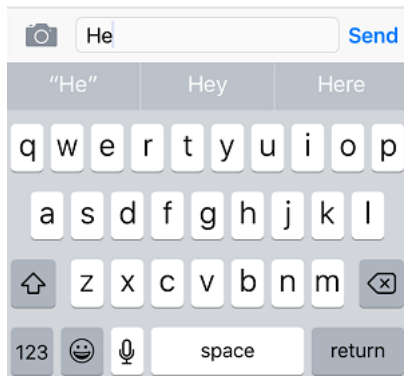 He
Send
“He” Hey Here
q w e r t y u i o p
a s d f g h j k l
z x c v b n m
123 space return